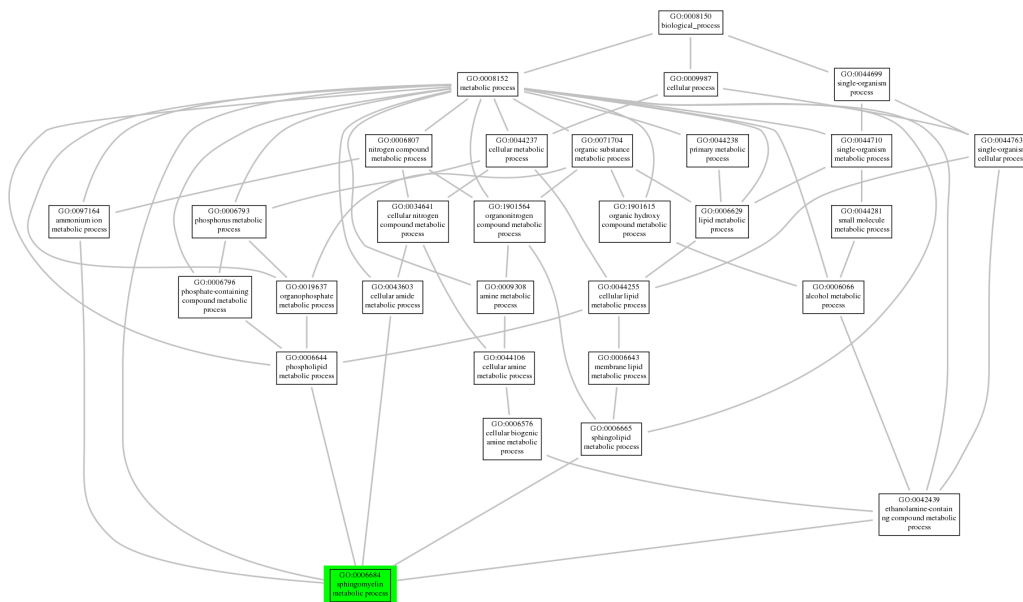 GO:0008150
biological_process
GO:0008152
metabolic process
GO:0009987
cellular process
GO:0044699
single-organism
process
GO:0006807
nitrogen compound
metabolic process
GO:0044237
cellular metabolic
process
GO:0071704
organic substance
metabolic process
GO:0044238
primary metabolic
process
GO:0044710
single-organism
metabolic process
GO:0044763
single-organism
cellular process
GO:0097164
ammonium ion
metabolic process
GO:0006793
phosphorus metabolic
process
GO:0034641
cellular nitrogen
compound metabolic
process
GO:1901564
organonitrogen
compound metabolic
process
GO:1901615
organic hydroxy
compound metabolic
process
GO:0006629
lipid metabolic
process
GO:0044281
small molecule
metabolic process
GO:0006796
phosphate-containing
compound metabolic
process
GO:0019637
organophosphate
metabolic process
GO:0043603
cellular amide
metabolic process
GO:0009308
amine metabolic
process
GO:0044255
cellular lipid
metabolic process
GO:0006066
alcohol metabolic
process
GO:0006644
phospholipid
metabolic process
GO:0044106
cellular amine
metabolic process
GO:0006643
membrane lipid
metabolic process
GO:0006576
cellular biogenic
amine metabolic
process
GO:0006665
sphingolipid
metabolic process
GO:0042439
ethanolamine-contain
ng compound metabolic
process
GO:0006684
sphingomyelin
metabolic process